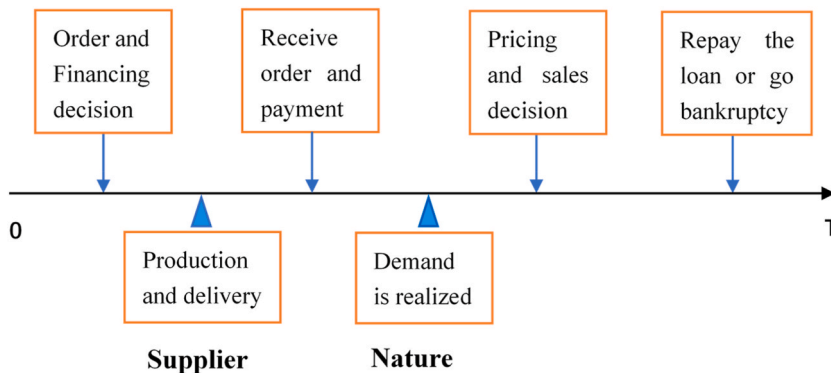 Order and
Financing
decision
Receive
order and
payment
Pricing
and sales
decision
Repay the
loan or go
bankruptcy
0
T
Production
and delivery
Demand
is realized
Supplier
Nature